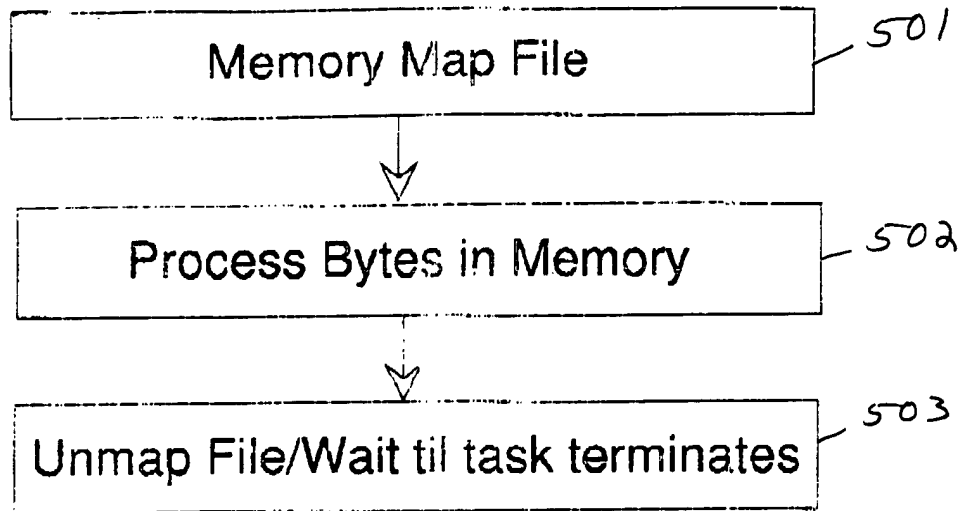 Memory Map File
501
Process Bytes in Memory
502
Unmap File/Wait til task terminates
503